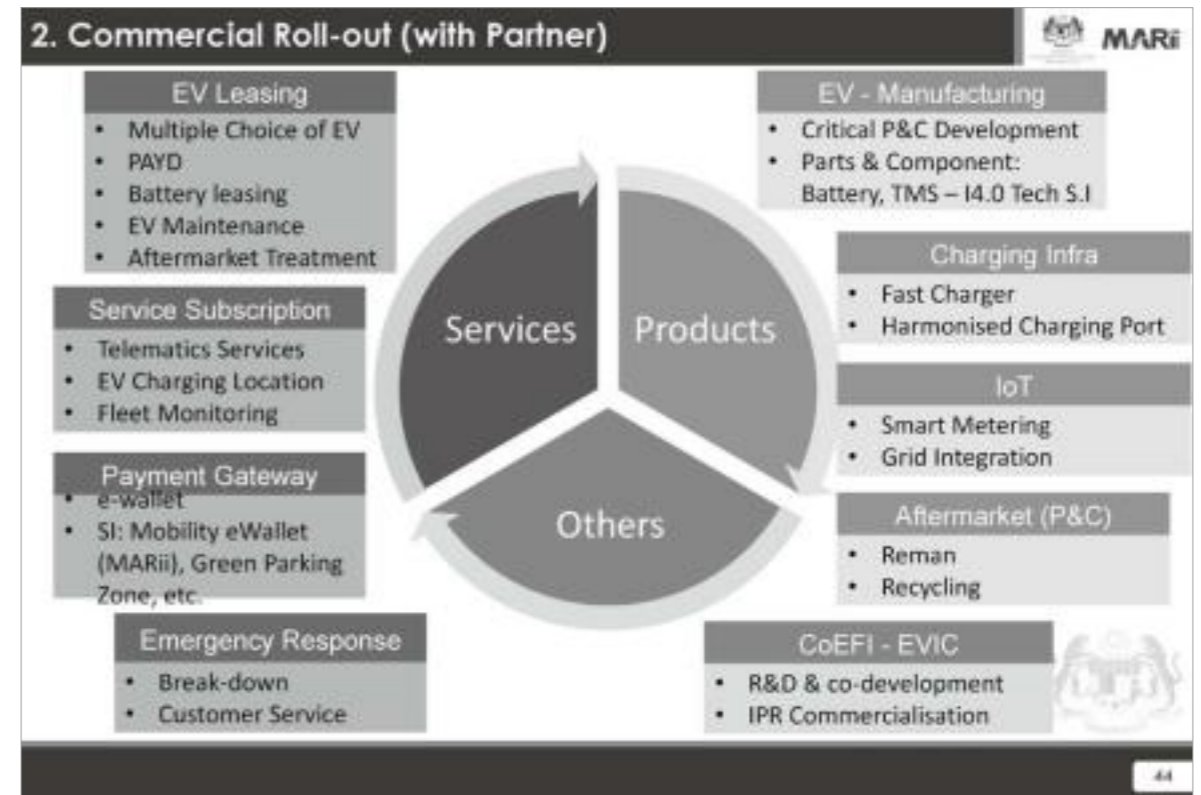 2. Commercial Roll-out (with Partner)
MARii
EV Leasing
• Multiple Choice of EV
• PAYD
• Battery leasing
• EV Maintenance
• Aftermarket Treatment
Service Subscription
• Telematics Services
• EV Charging Location
• Fleet Monitoring
Payment Gateway
• e-wallet
• SI: Mobility eWallet
(MARii), Green Parking
Zone, etc.
Emergency Response
• Break-down
• Customer Service
Services
Products
Others
EV - Manufacturing
• Critical P&C Development
• Parts & Component:
Battery, TMS – I4.0 Tech S.I
Charging Infra
• Fast Charger
• Harmonised Charging Port
IoT
• Smart Metering
• Grid Integration
Aftermarket (P&C)
• Reman
• Recycling
CoEFI - EVIC
• R&D & co-development
• IPR Commercialisation
44